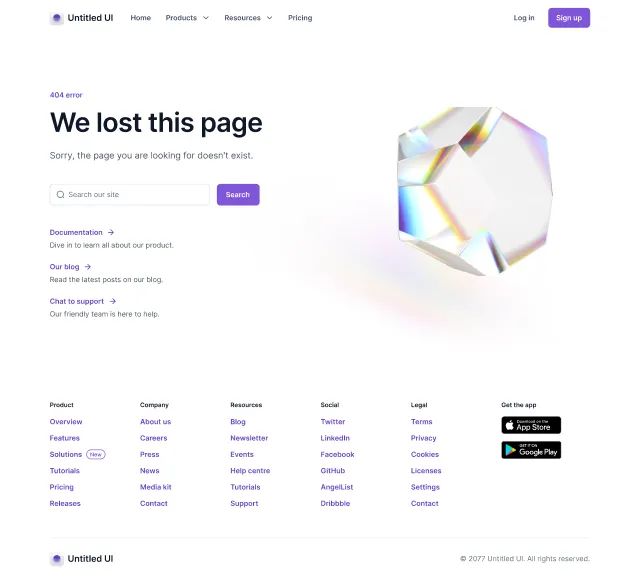 Untitled UI Home Products Resources Pricing Log in Sign up
404 error
We lost this page
Sorry, the page you are looking for doesn't exist.
Search our site Search
Documentation →
Dive in to learn all about our product.
Our blog →
Read the latest posts on our blog.
Chat to support →
Our friendly team is here to help.
Product
Overview
Features
Solutions New
Tutorials
Pricing
Releases
Company
About us
Careers
Press
News
Media kit
Contact
Resources
Blog
Newsletter
Events
Help centre
Tutorials
Support
Social
Twitter
LinkedIn
Facebook
GitHub
AngelList
Dribbble
Legal
Terms
Privacy
Cookies
Licenses
Settings
Contact
Get the app
Download on the
App Store
GET IT ON
Google Play
Untitled UI © 2077 Untitled UI. All rights reserved.